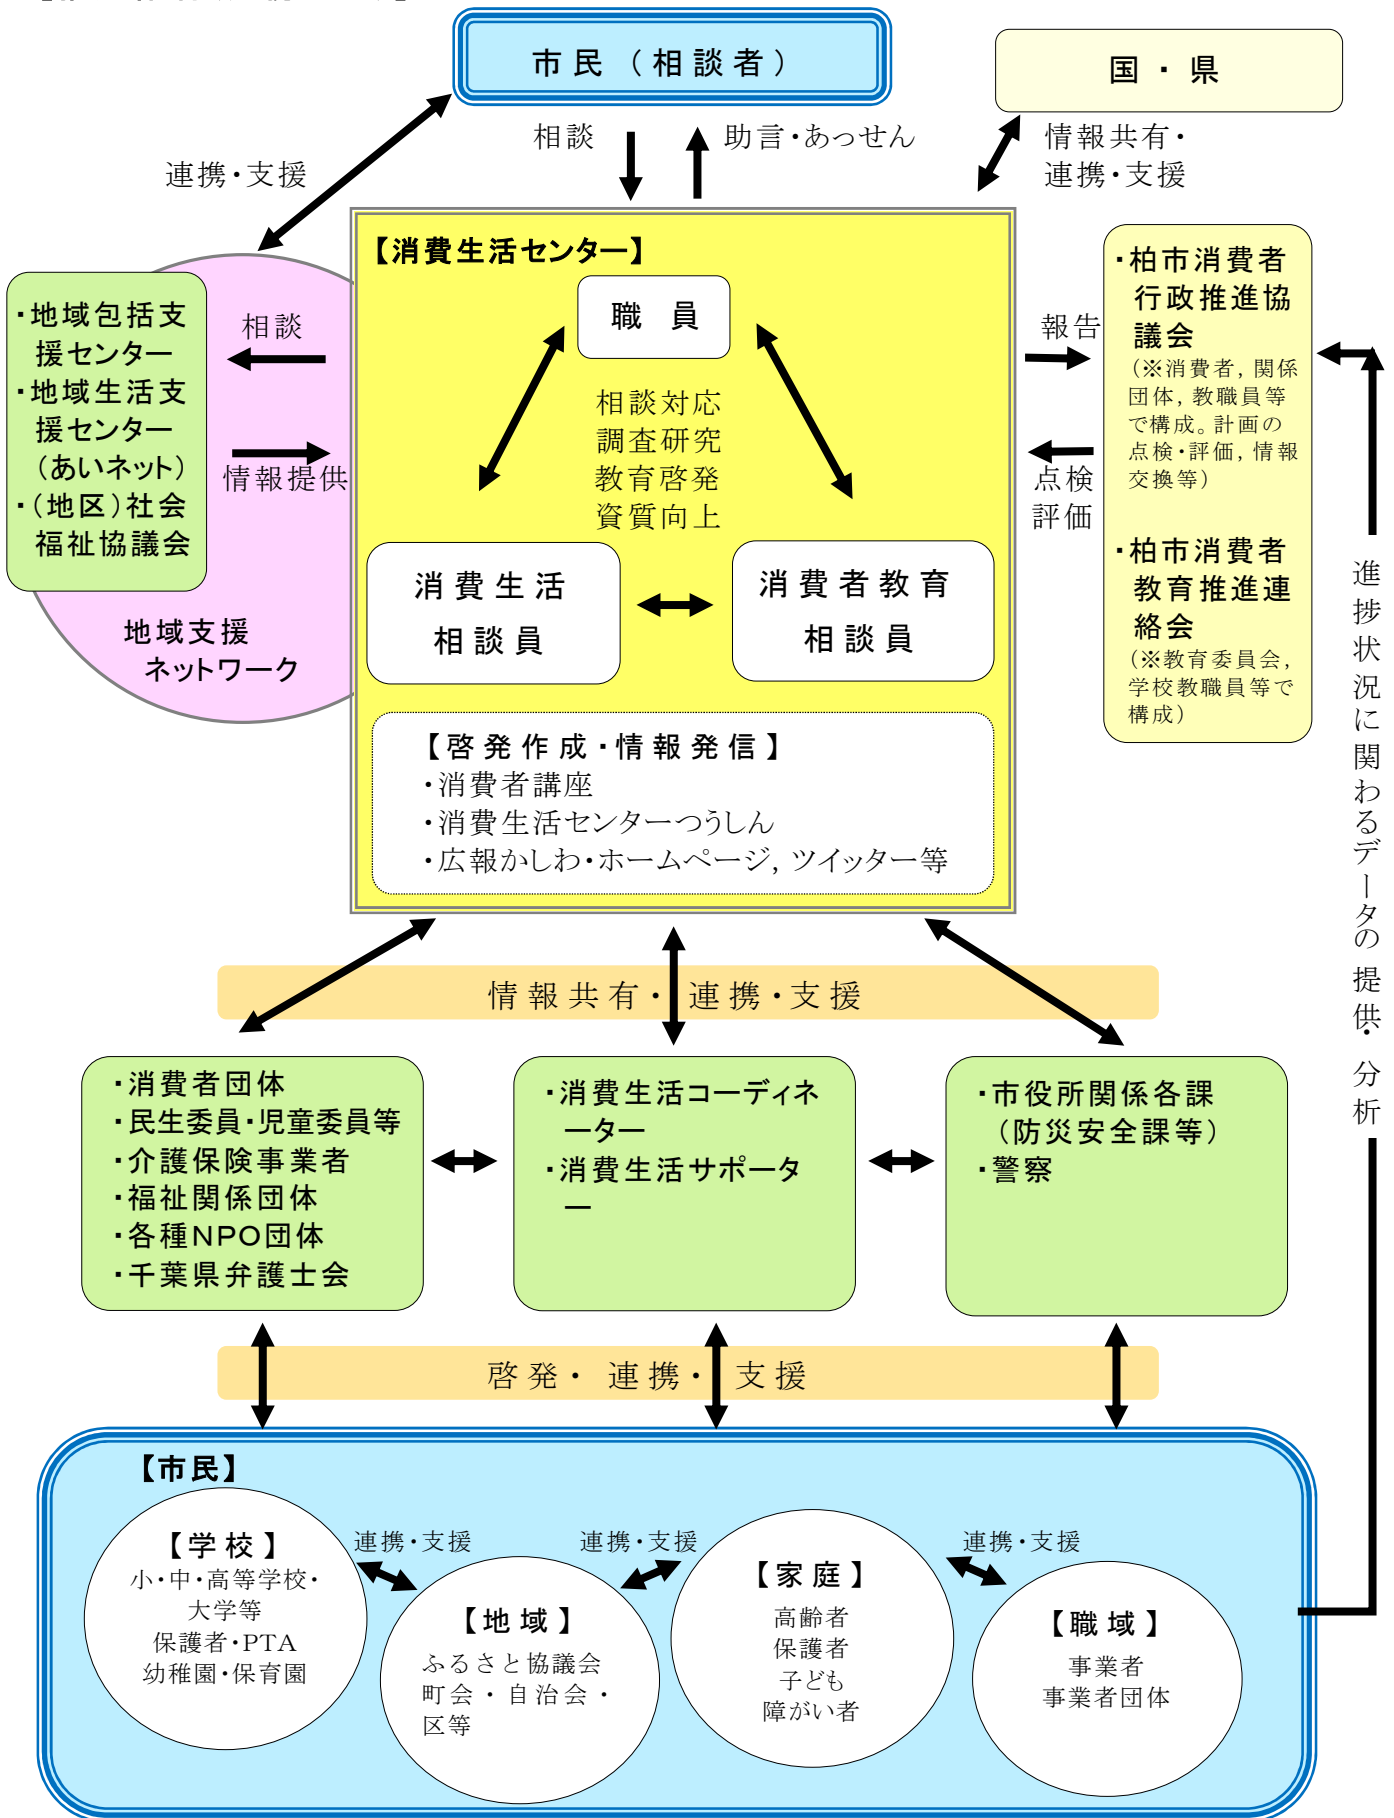 市民（相談者）
国・県
相談
助言・あっせん
情報共有・
連携・支援
連携・支援
【消費生活センター】
職 員
相談対応
調査研究
教育啓発
資質向上
消費生活
相談員
消費者教育
相談員
・地域包括支
援センター
・地域生活支
援センター
（あいネット）
・（地区）社会
福祉協議会
相談
情報提供
地域支援
ネットワーク
報告
点検
評価
・柏市消費者
行政推進協
議会
（※消費者，関係
団体，教職員等
で構成。計画の
点検・評価，情報
交換等）
・柏市消費者
教育推進連
絡会
（※教育委員会，
学校教職員等で
構成）
進捗状況に関わるデータの提供・分析
【啓発作成・情報発信】
・消費者講座
・消費生活センターつうしん
・広報かしわ・ホームページ，ツイッター等
情報共有・連携・支援
・消費者団体
・民生委員・児童委員等
・介護保険事業者
・福祉関係団体
・各種NPO団体
・千葉県弁護士会
・消費生活コーディネ
ーター
・消費生活サポータ
ー
・市役所関係各課
（防災安全課等）
・警察
啓発・連携・支援
【市民】
【学校】
小・中・高等学校・
大学等
保護者・PTA
幼稚園・保育園
連携・支援
【地域】
ふるさと協議会
町会・自治会・
区等
連携・支援
【家庭】
高齢者
保護者
子ども
障がい者
連携・支援
【職域】
事業者
事業者団体